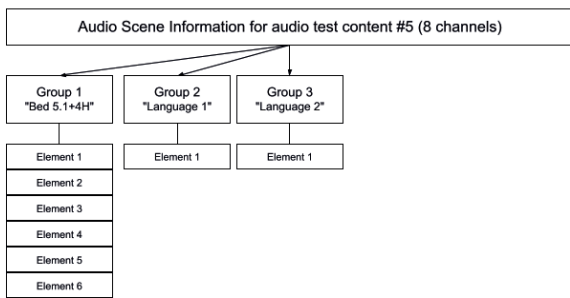 Audio Scene Information for audio test content #5 (8 channels)
Group 1
"Bed 5.1+4H"
Group 2
"Language 1"
Group 3
"Language 2"
Element 1
Element 1
Element 1
Element 2
Element 3
Element 4
Element 5
Element 6